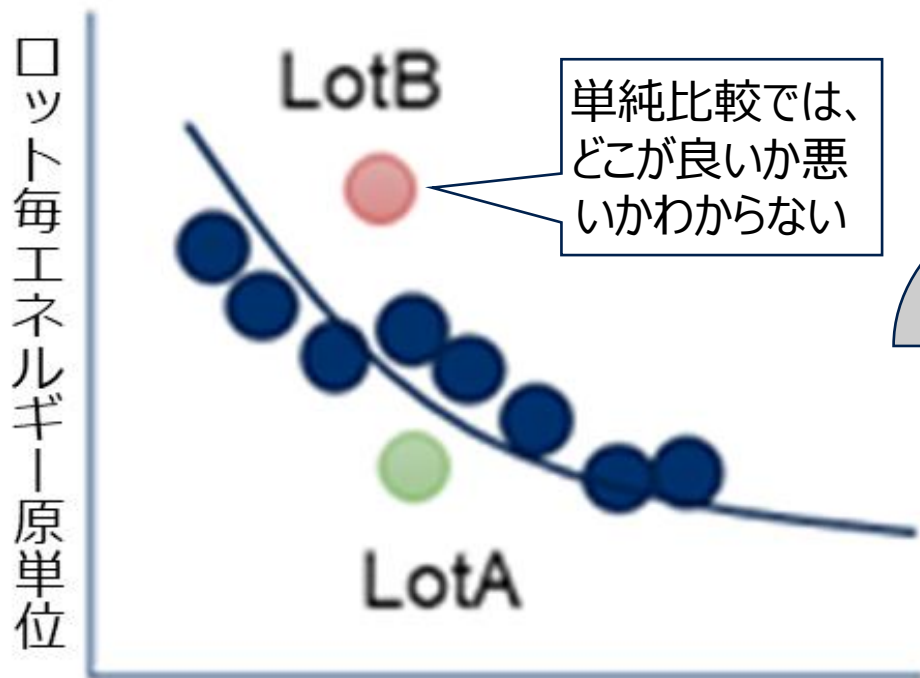 ロット毎エネルギー原単位
LotB
単純比較では、
どこが良いか悪
いかわからない
LotA